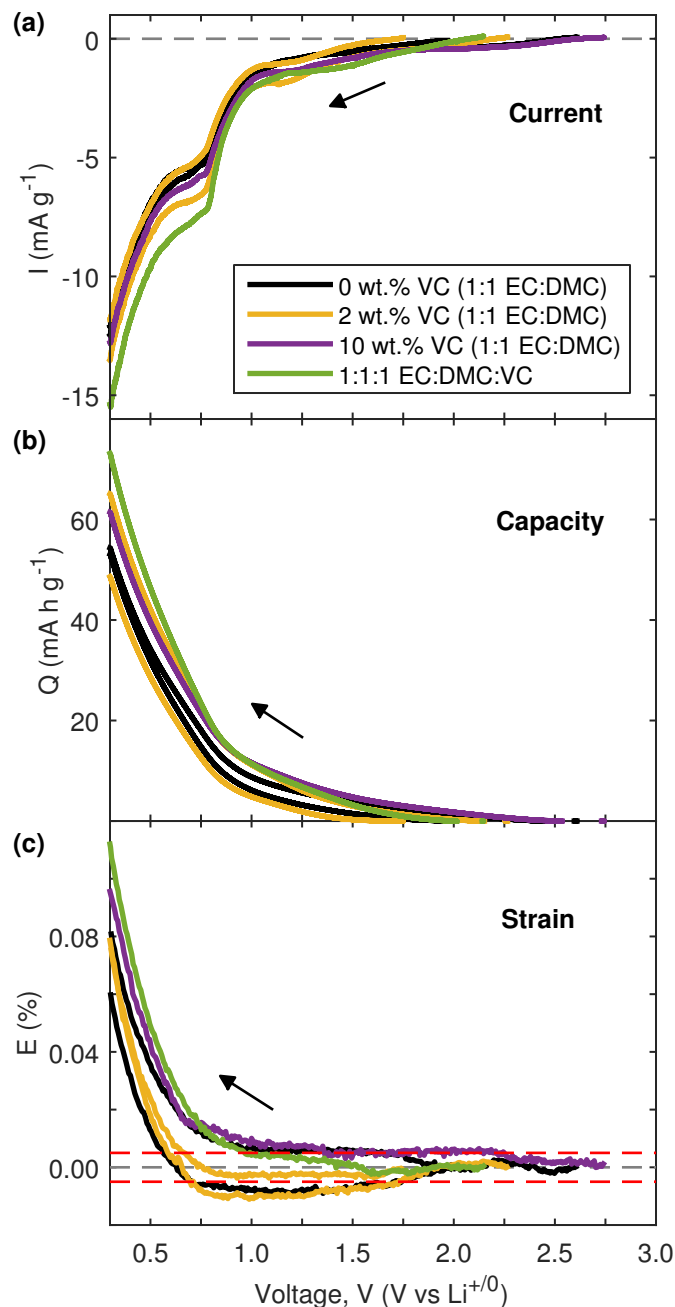 (a)
0
-5
-10
-15
I (mA g⁻¹)
Current
0 wt.% VC (1:1 EC:DMC)
2 wt.% VC (1:1 EC:DMC)
10 wt.% VC (1:1 EC:DMC)
1:1:1 EC:DMC:VC
(b)
60
40
20
Q (mA h g⁻¹)
Capacity
(c)
0.08
0.04
0.00
E (%)
Strain
0.5 1.0 1.5 2.0 2.5 3.0
Voltage, V (V vs Li⁺ᐟ⁰)